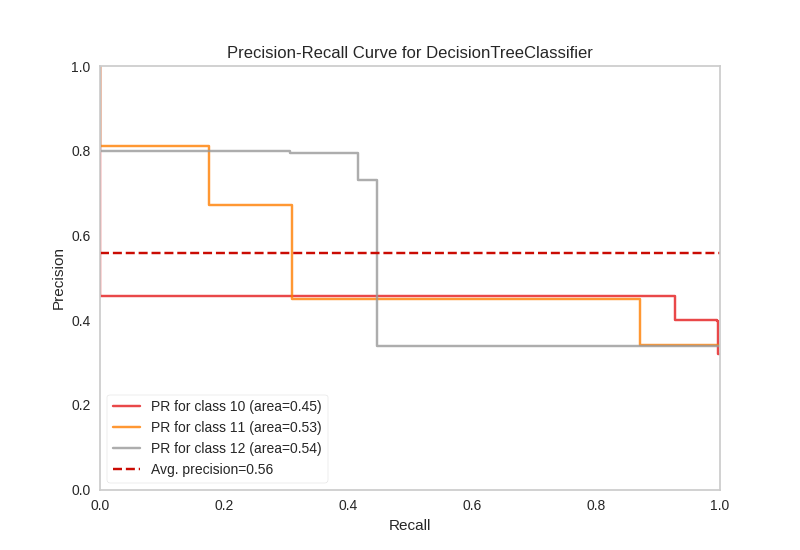 Precision-Recall Curve for DecisionTreeClassifier
1.0
0.8
0.6
0.4
0.2
0.0
Precision
PR for class 10 (area=0.45)
PR for class 11 (area=0.53)
PR for class 12 (area=0.54)
Avg. precision=0.56
0.0 0.2 0.4 0.6 0.8 1.0
Recall